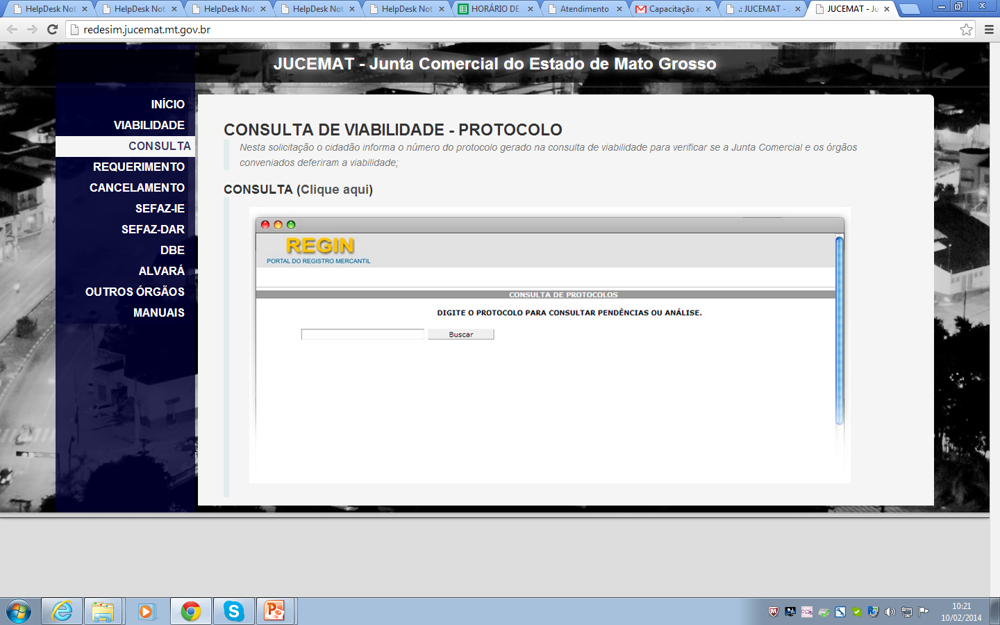 HelpDesk Not
HelpDesk Not
HelpDesk Not
HelpDesk Not
HelpDesk Not
HORÁRIO DE
Atendimento
Capacitação
.: JUCEMAT -
JUCEMAT - Ju
redesim.jucemat.mt.gov.br
JUCEMAT - Junta Comercial do Estado de Mato Grosso
INÍCIO
VIABILIDADE
CONSULTA
REQUERIMENTO
CANCELAMENTO
SEFAZ-IE
SEFAZ-DAR
DBE
ALVARÁ
OUTROS ÓRGÃOS
MANUAIS
CONSULTA DE VIABILIDADE - PROTOCOLO
Nesta solicitação o cidadão informa o número do protocolo gerado na consulta de viabilidade para verificar se a Junta Comercial e os órgãos
conveniados deferiram a viabilidade;
CONSULTA (Clique aqui)
REGIN
PORTAL DO REGISTRO MERCANTIL
CONSULTA DE PROTOCOLOS
DIGITE O PROTOCOLO PARA CONSULTAR PENDÊNCIAS OU ANÁLISE.
Buscar
10:21
10/02/2014